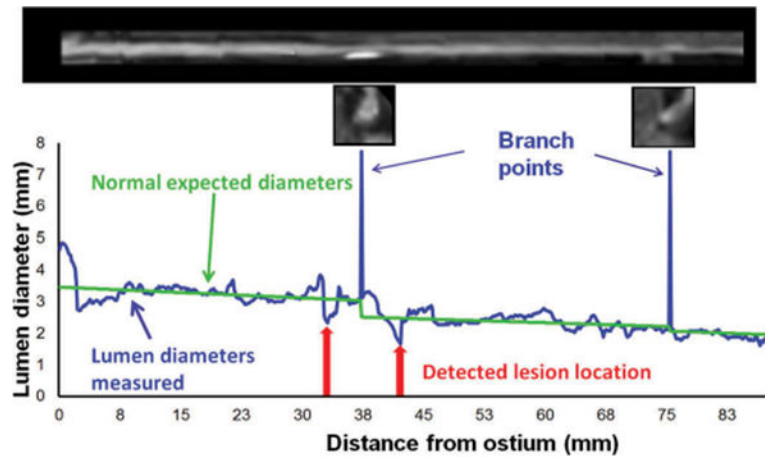 8
7
6
5
4
3
2
1
0
Lumen diameter (mm)
Normal expected diameters
Branch
points
Lumen diameters
measured
Detected lesion location
0 8 15 23 30 38 45 53 60 68 75 83
Distance from ostium (mm)